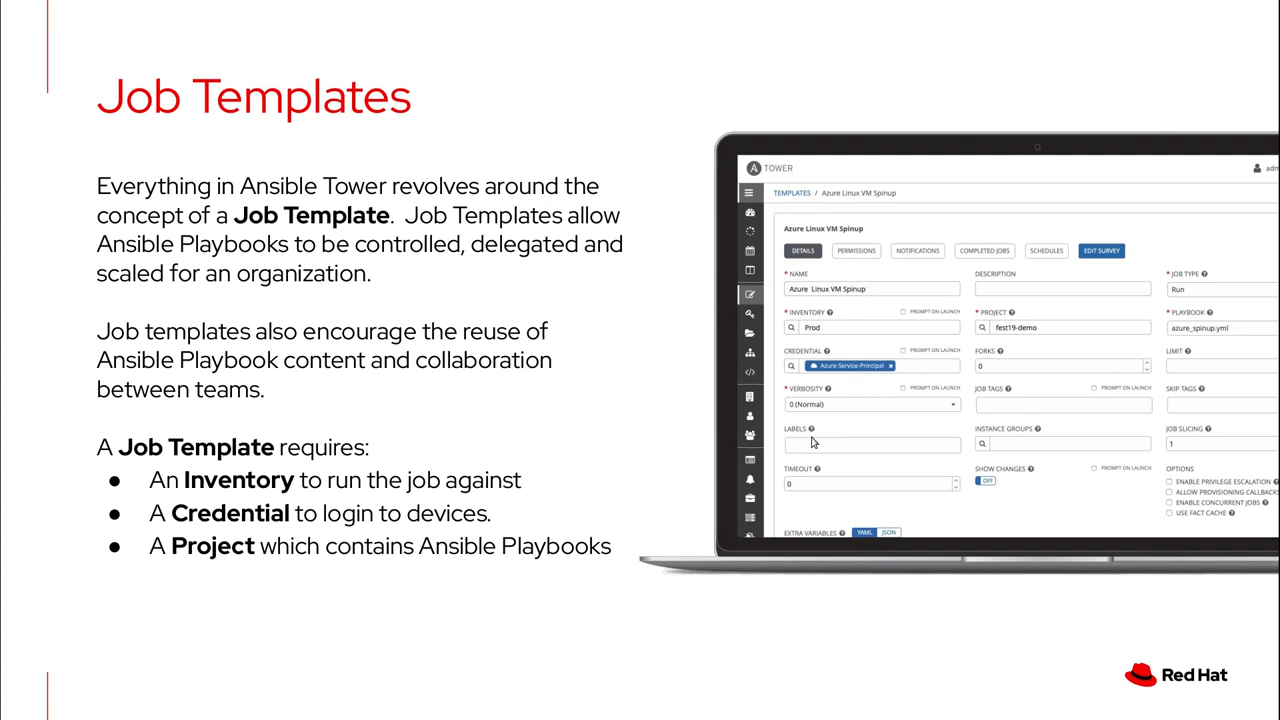 Job Templates
Everything in Ansible Tower revolves around the
concept of a Job Template. Job Templates allow
Ansible Playbooks to be controlled, delegated and
scaled for an organization.
Job templates also encourage the reuse of
Ansible Playbook content and collaboration
between teams.
A Job Template requires:
● An Inventory to run the job against
● A Credential to login to devices.
● A Project which contains Ansible Playbooks
A TOWER
TEMPLATES / Azure Linux VM Spinup
Azure Linux VM Spinup
DETAILS PERMISSIONS NOTIFICATIONS COMPLETED JOBS SCHEDULES EDIT SURVEY
* NAME DESCRIPTION * JOB TYPE
Azure Linux VM Spinup Run
* INVENTORY PROMPT ON LAUNCH * PROJECT * PLAYBOOK
Prod fest19-demo azure_spinup.yml
CREDENTIAL PROMPT ON LAUNCH FORKS LIMIT
Azure-Service-Principal x 0
* VERBOSITY PROMPT ON LAUNCH JOB TAGS PROMPT ON LAUNCH SKIP TAGS
0 (Normal)
LABELS INSTANCE GROUPS JOB SLICING
1
TIMEOUT SHOW CHANGES PROMPT ON LAUNCH OPTIONS
0 OFF ENABLE PRIVILEGE ESCALATION
ALLOW PROVISIONING CALLBACKS
ENABLE CONCURRENT JOBS
USE FACT CACHE
EXTRA VARIABLES YAML JSON
Red Hat